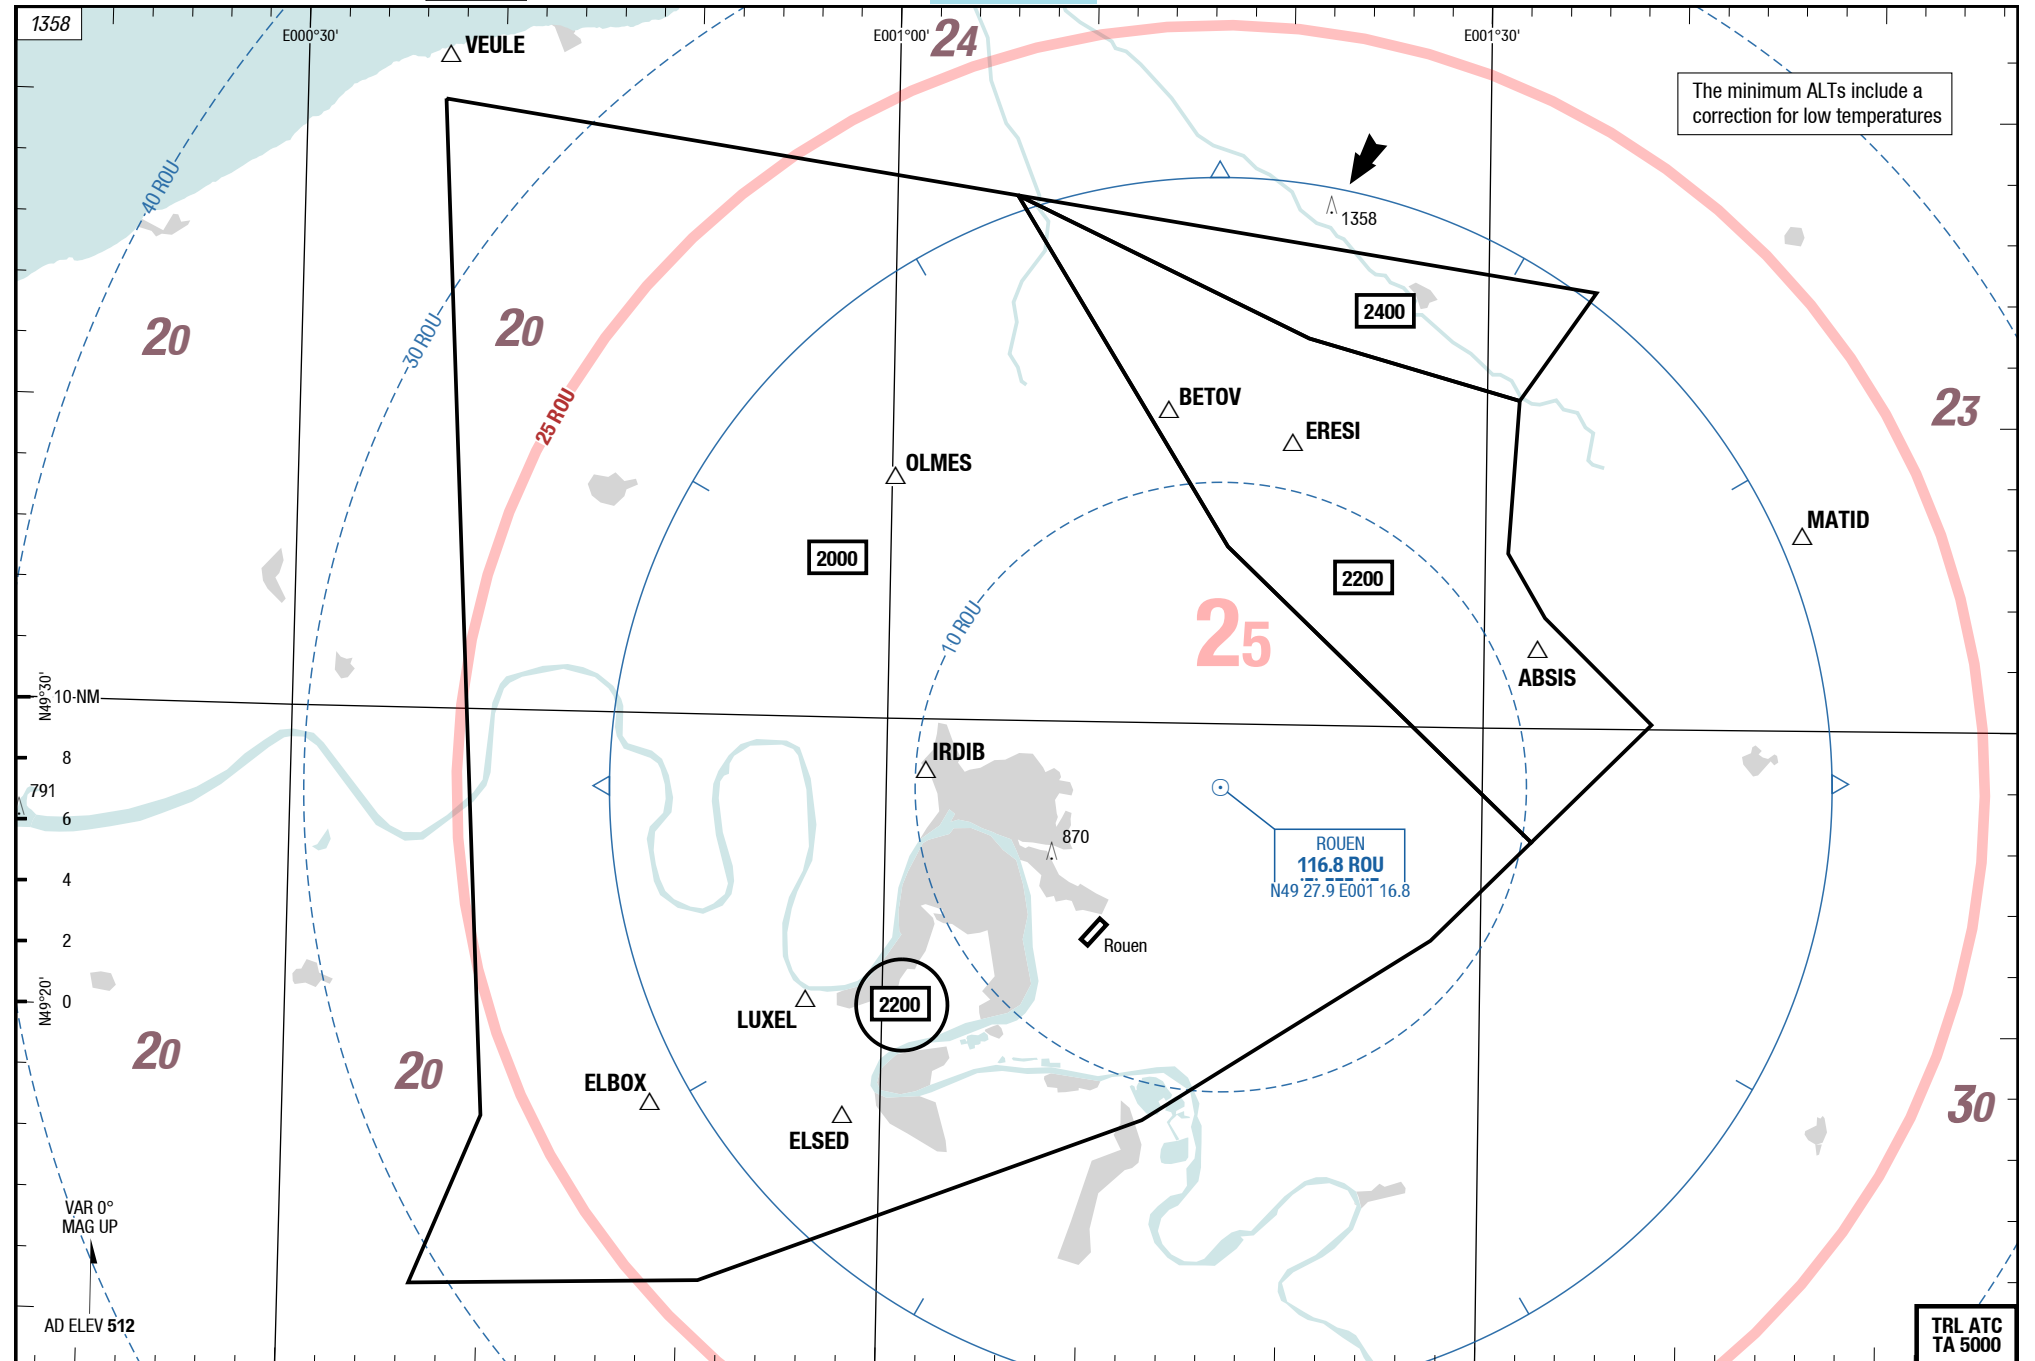 1358
E000°30'
E001°00'
E001°30'
VEULE
24
The minimum ALTs include a
correction for low temperatures
40 ROU
1358
20
20
30 ROU
2400
25 ROU
BETOV
23
ERESI
OLMES
MATID
2000
2200
10 ROU
25
ABSIS
N49°30'
10 NM
IRDIB
8
791
6
870
ROUEN
116.8 ROU
N49 27.9 E001 16.8
4
2
Rouen
N49°20'
0
2200
LUXEL
20
20
ELBOX
30
ELSED
VAR 0°
MAG UP
AD ELEV 512
TRL ATC
TA 5000